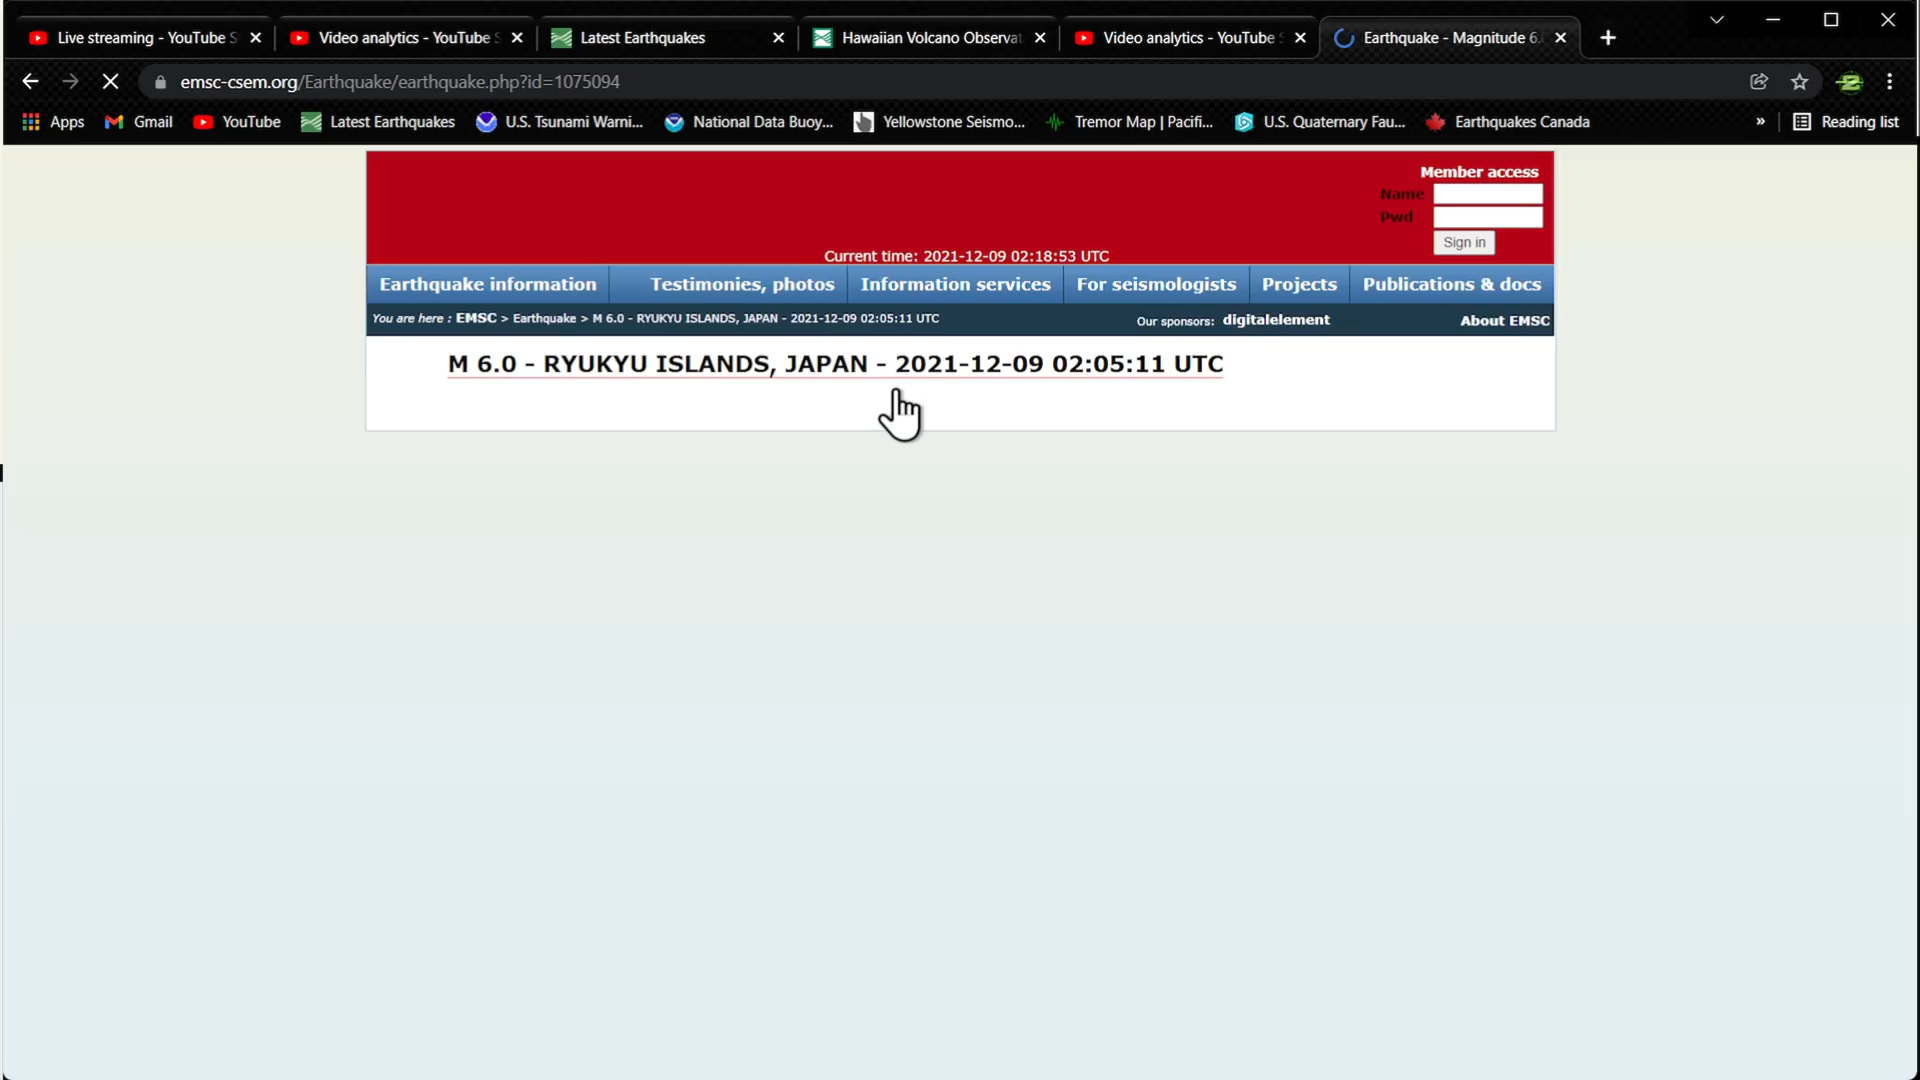 Live streaming - YouTube S
Video analytics - YouTube S
Latest Earthquakes
Hawaiian Volcano Observat
Video analytics - YouTube S
Earthquake - Magnitude 6.
emsc-csem.org/Earthquake/earthquake.php?id=1075094
Apps
Gmail
YouTube
Latest Earthquakes
U.S. Tsunami Warni...
National Data Buoy...
Yellowstone Seismo...
Tremor Map | Pacifi...
U.S. Quaternary Fau...
Earthquakes Canada
»
Reading list
Member access
Name
Pwd
Sign in
Current time: 2021-12-09 02:18:53 UTC
Earthquake information
Testimonies, photos
Information services
For seismologists
Projects
Publications & docs
You are here : EMSC > Earthquake > M 6.0 - RYUKYU ISLANDS, JAPAN - 2021-12-09 02:05:11 UTC
Our sponsors: digitalelement
About EMSC
M 6.0 - RYUKYU ISLANDS, JAPAN - 2021-12-09 02:05:11 UTC